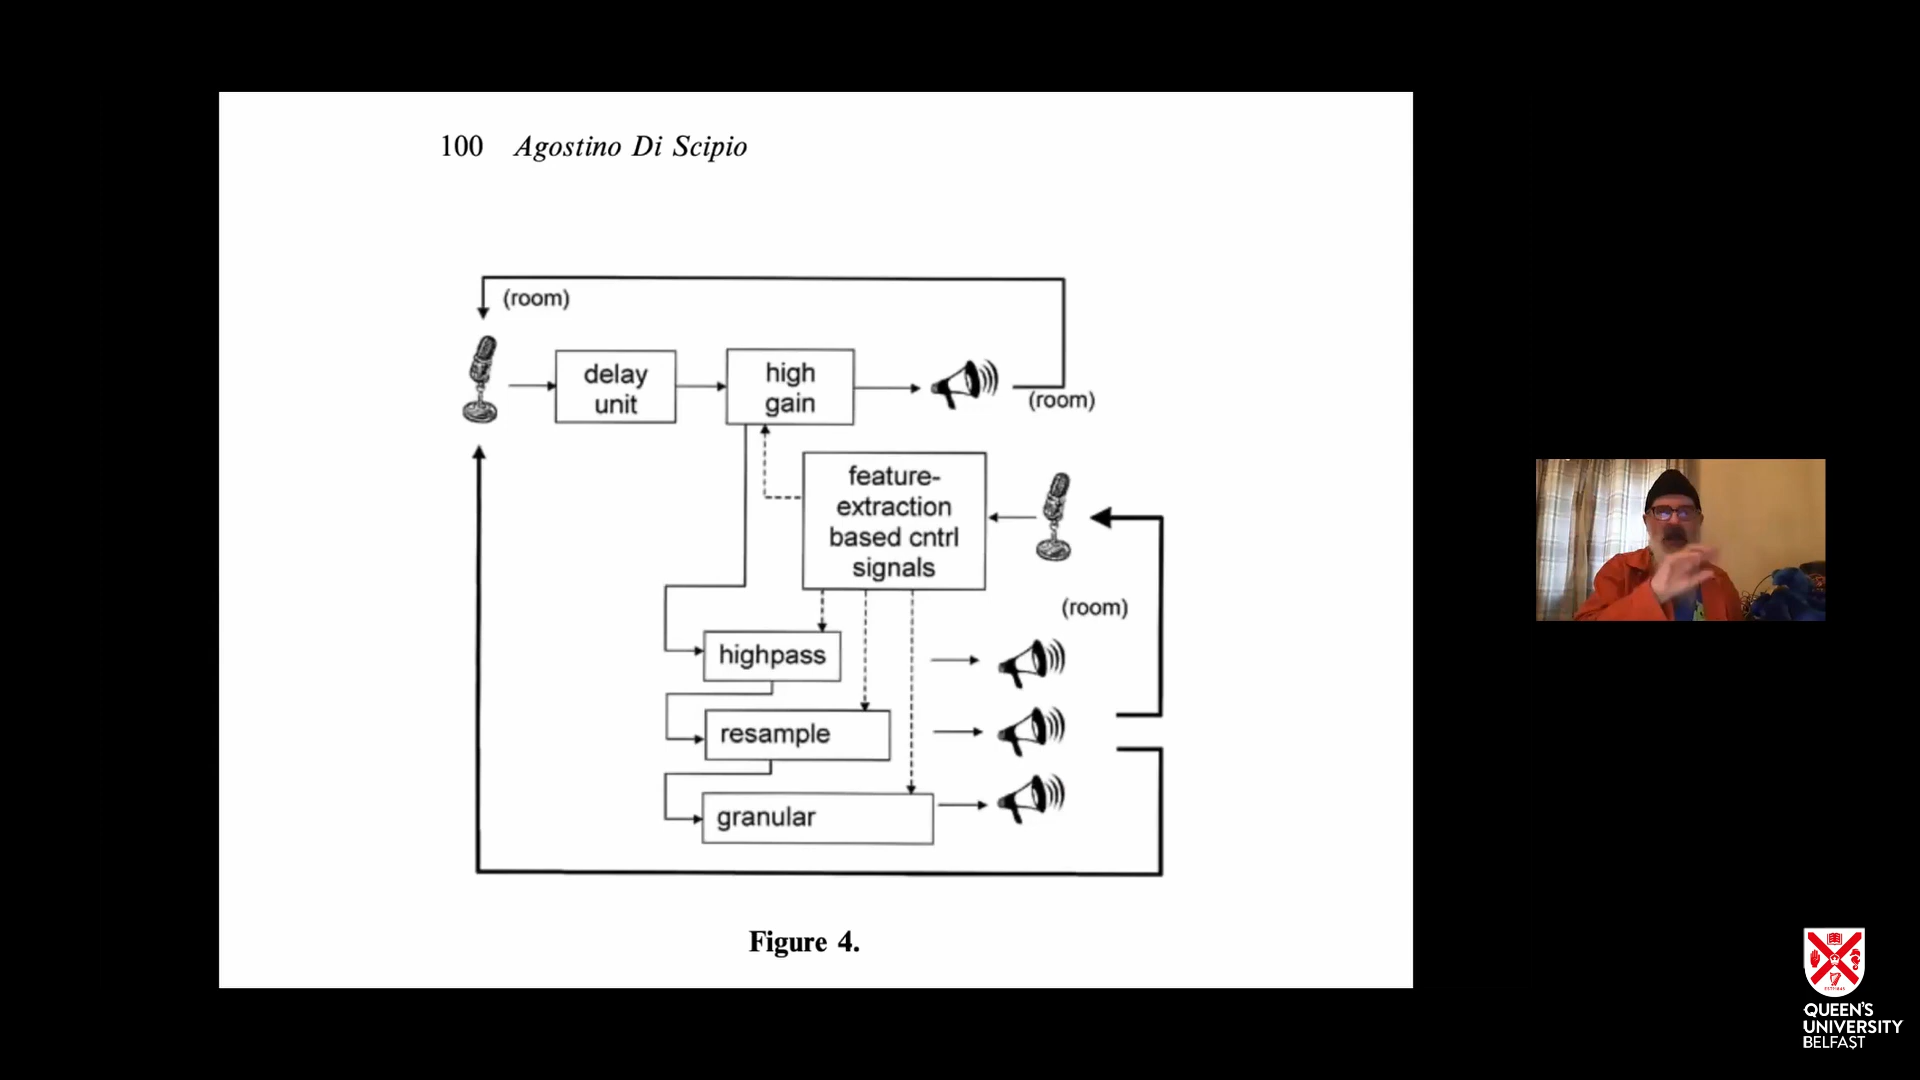 100 Agostino Di Scipio
(room)
delay
unit
high
gain
(room)
feature-
extraction
based cntrl
signals
(room)
highpass
resample
granular
Figure 4.
QUEEN'S
UNIVERSITY
BELFAST